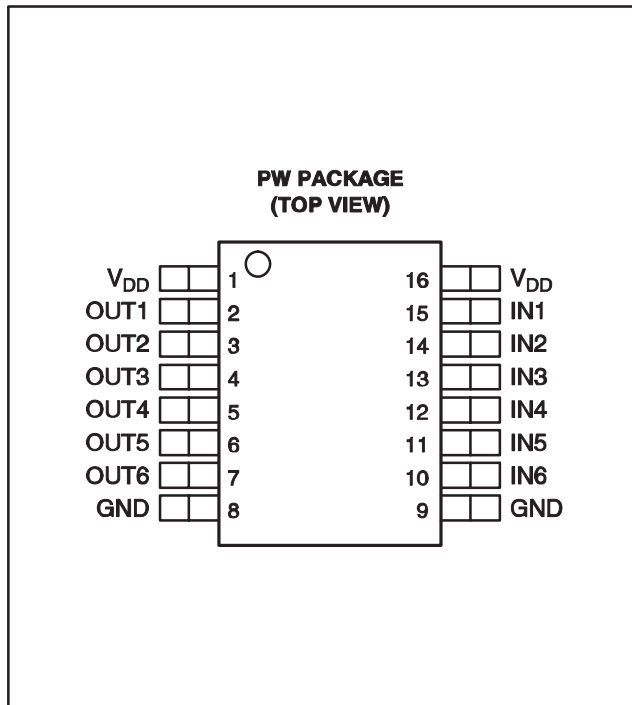 PW PACKAGE
(TOP VIEW)
VDD 1 16 VDD
OUT1 2 15 IN1
OUT2 3 14 IN2
OUT3 4 13 IN3
OUT4 5 12 IN4
OUT5 6 11 IN5
OUT6 7 10 IN6
GND 8 9 GND